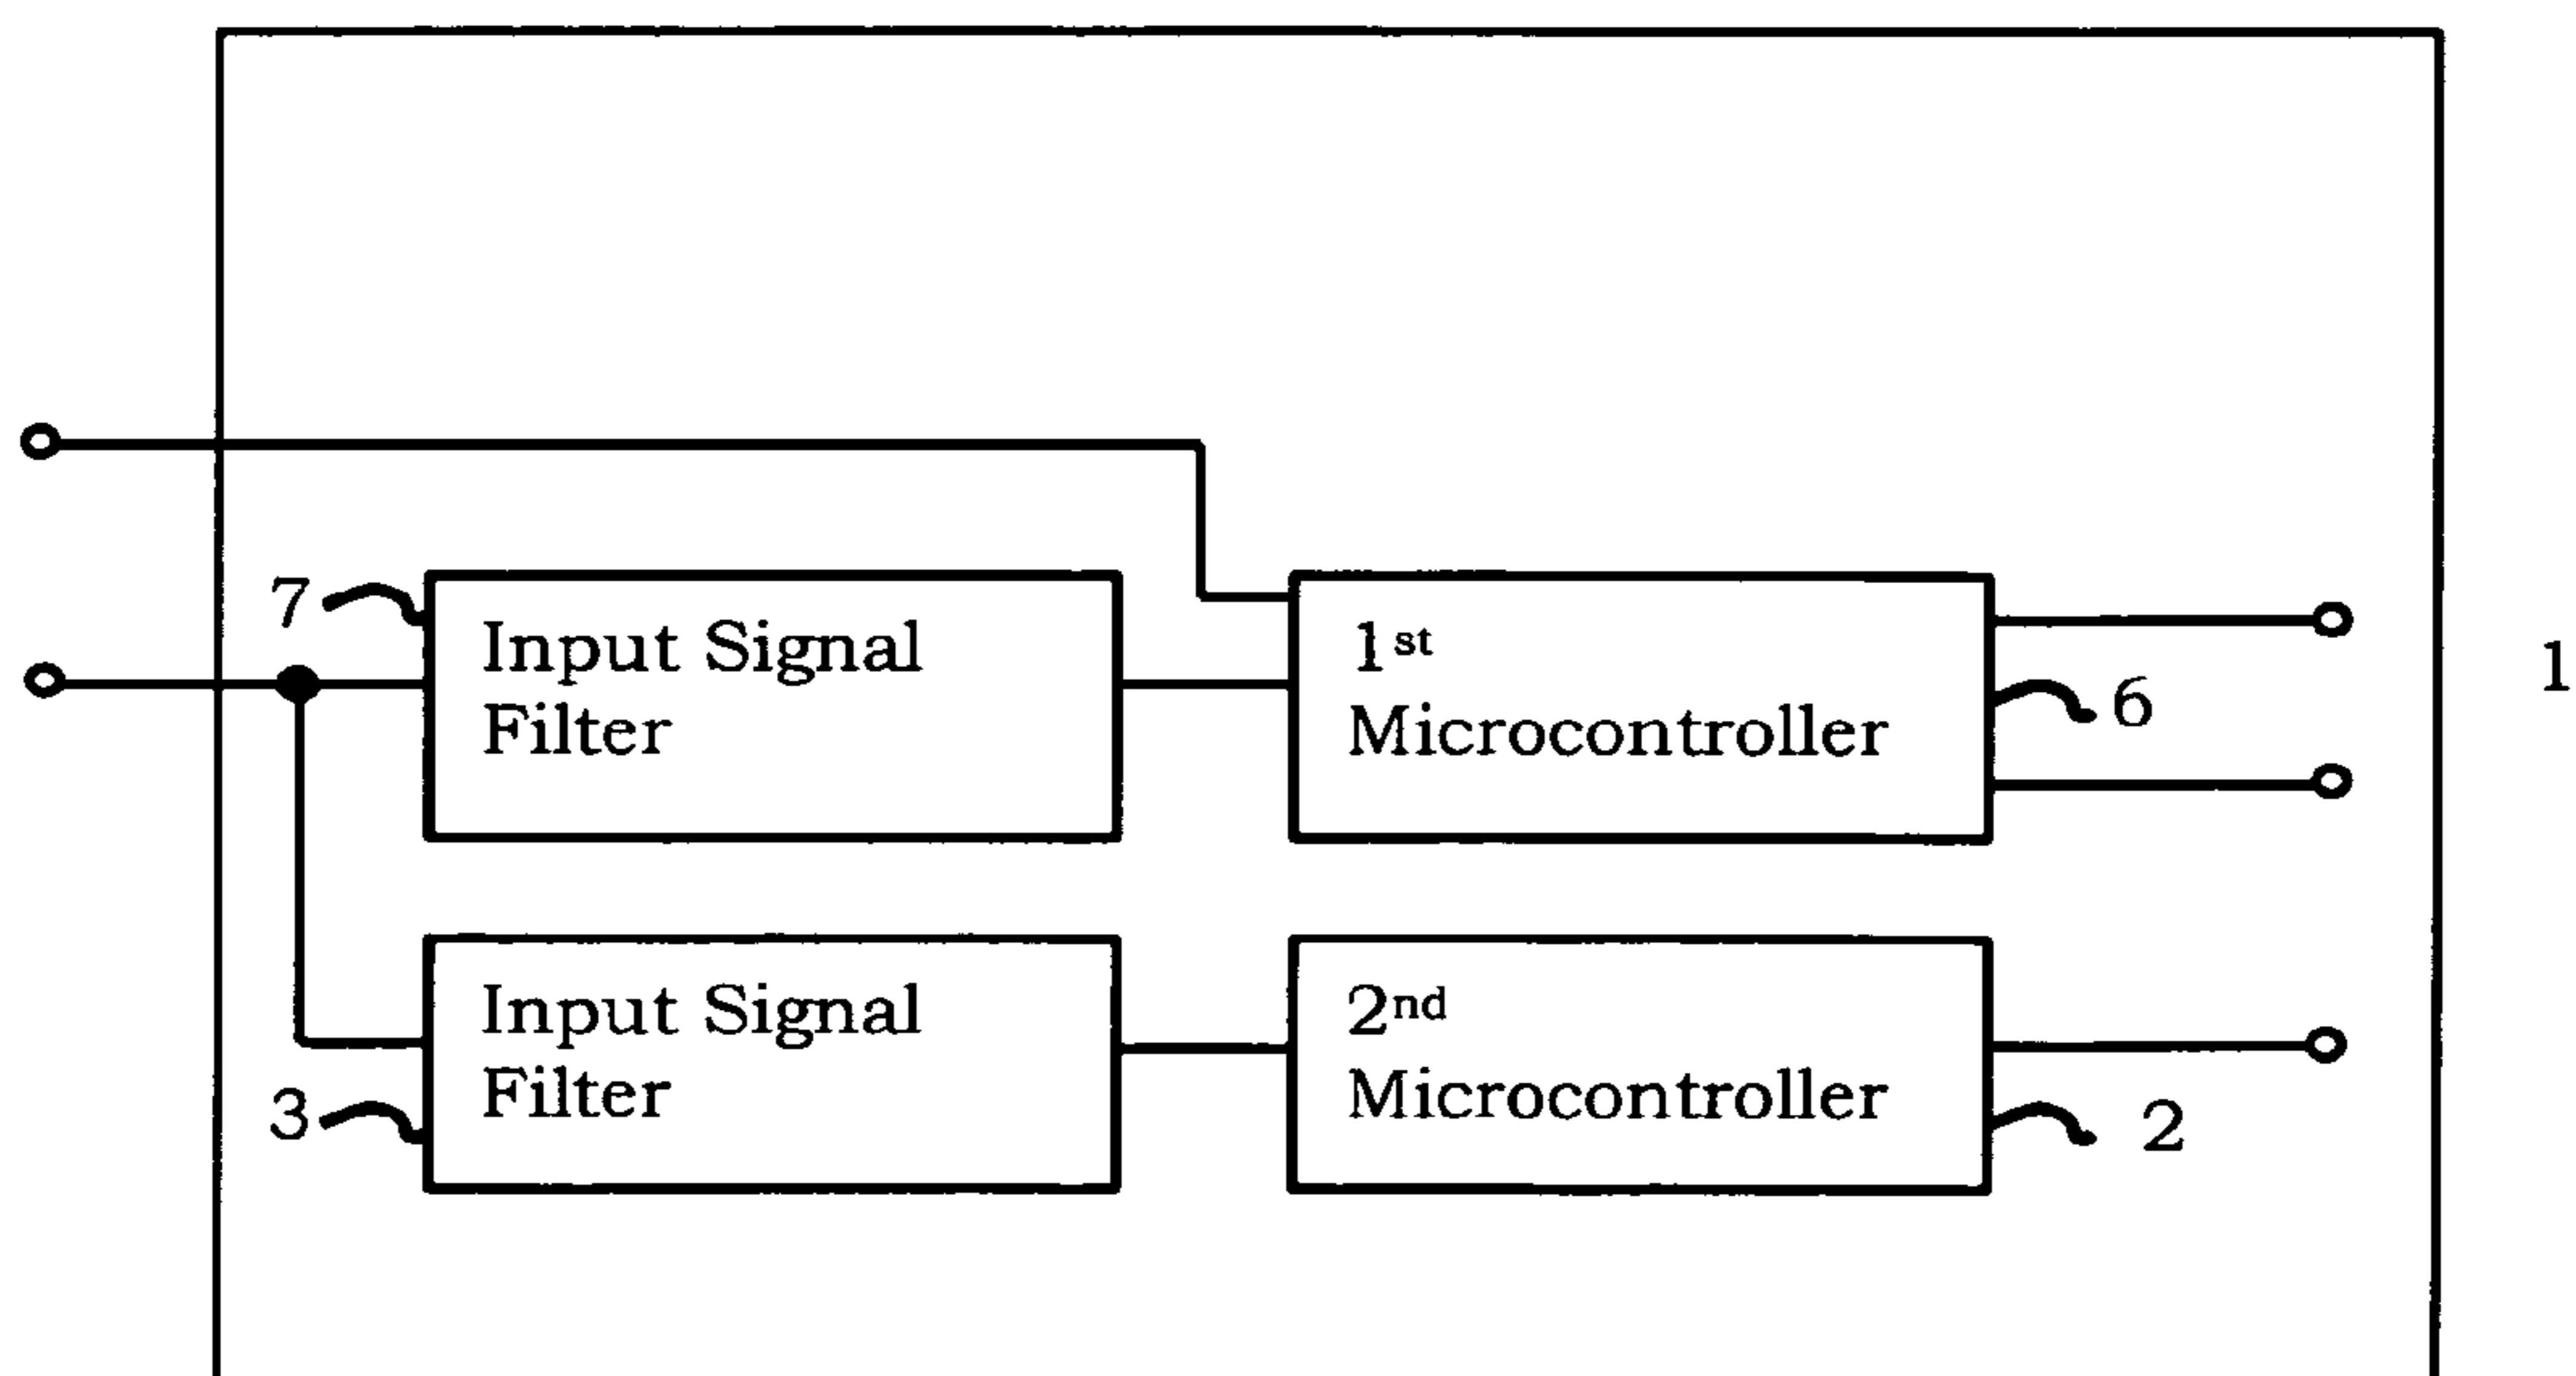 7
Input Signal
Filter
1st
Microcontroller
6
1
3
Input Signal
Filter
2nd
Microcontroller
2